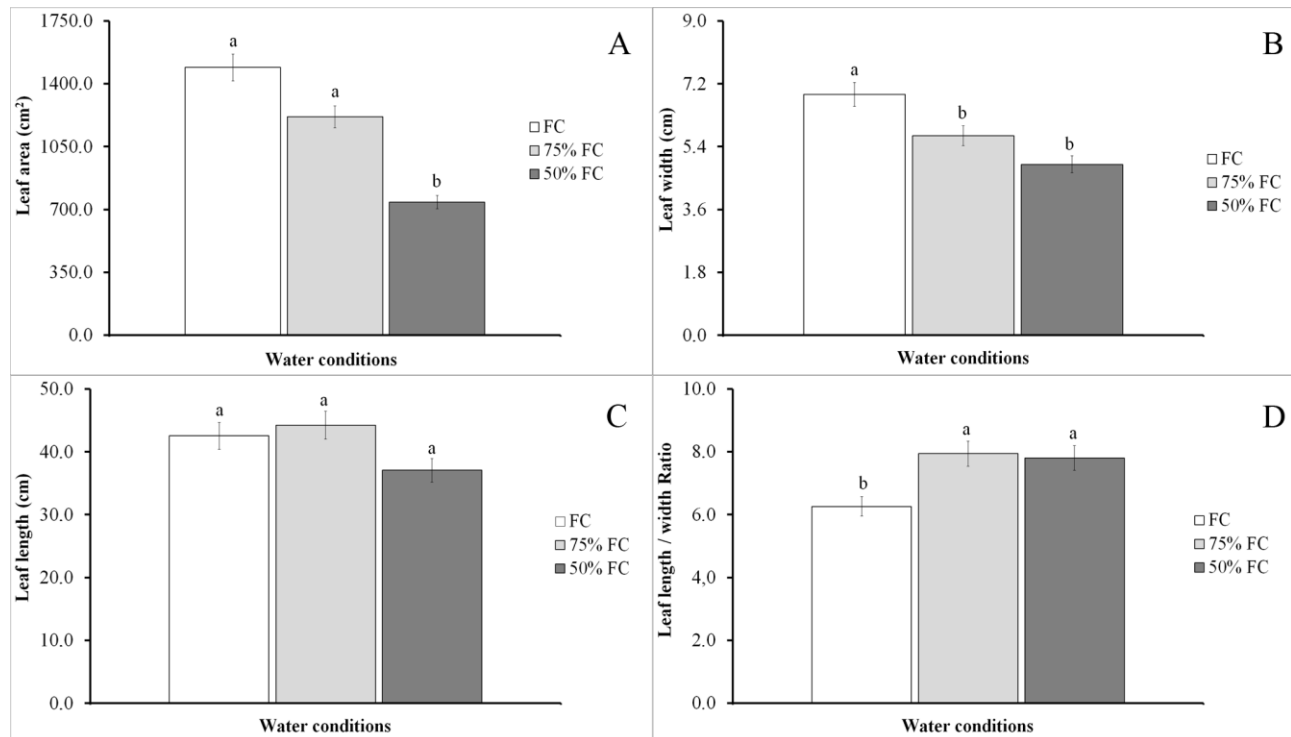 A
Leaf area (cm²)
1750.0
1400.0
1050.0
700.0
350.0
0.0
a
a
b
FC
75% FC
50% FC
Water conditions
B
Leaf width (cm)
9.0
7.2
5.4
3.6
1.8
0.0
a
b
b
FC
75% FC
50% FC
Water conditions
C
Leaf length (cm)
50.0
40.0
30.0
20.0
10.0
0.0
a
a
a
FC
75% FC
50% FC
Water conditions
D
Leaf length / width Ratio
10.0
8.0
6.0
4,0
2.0
0.0
b
a
a
FC
75% FC
50% FC
Water conditions